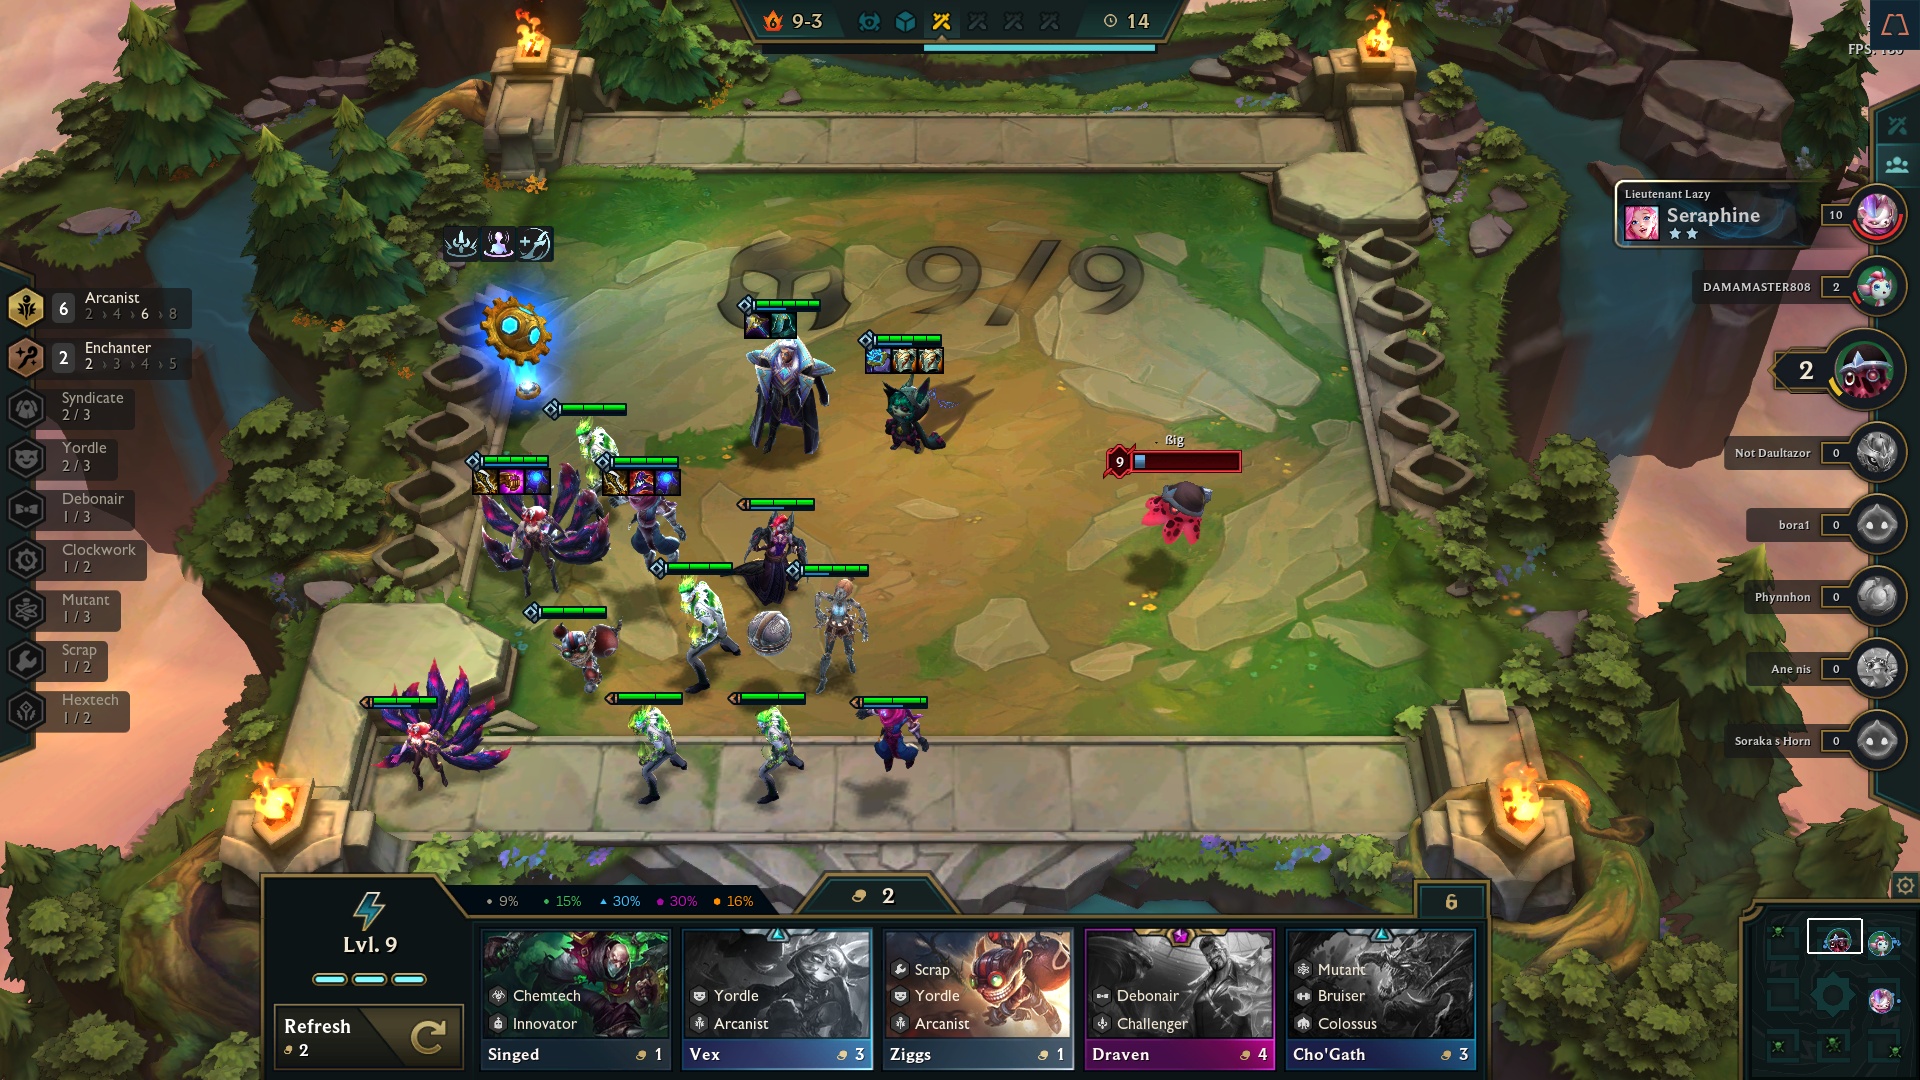 9-3
14
FPS:
Lieutenant Lazy
Seraphine
10
DAMAMASTER808
2
2
Not Daultazor
0
bora1
0
Phynnhon
0
Ane nis
0
Soraka s Horn
0
6
Arcanist
2 › 4 › 6 › 8
2
Enchanter
2 › 3 › 4 › 5
Syndicate
2 / 3
Yordle
2 / 3
Debonair
1 / 3
Clockwork
1 / 2
Mutant
1 / 3
Scrap
1 / 2
Hextech
1 / 2
9/9
ßig
9
9%
15%
30%
30%
16%
2
6
Lvl. 9
Refresh
2
Chemtech
Innovator
Singed
1
Yordle
Arcanist
Vex
3
Scrap
Yordle
Arcanist
Ziggs
1
Debonair
Challenger
Draven
4
Mutant
Bruiser
Colossus
Cho'Gath
3